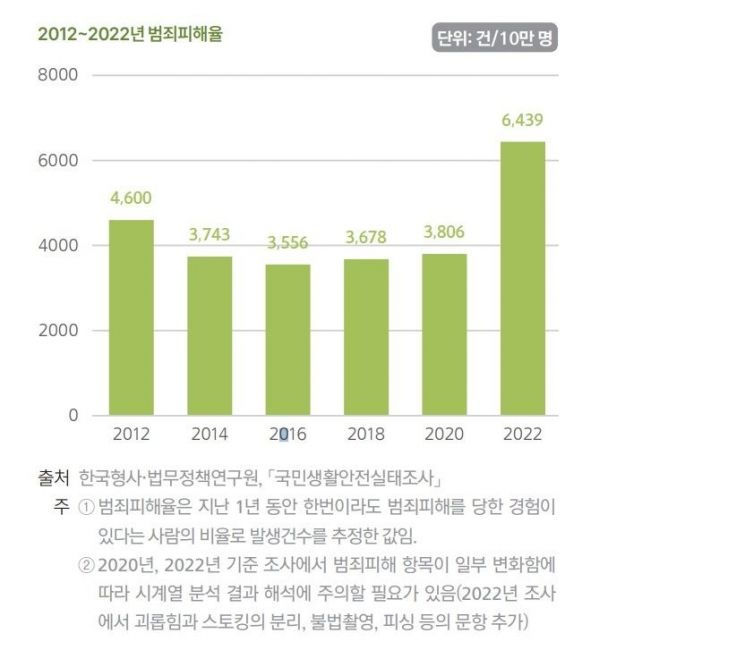 2012~2022년 범죄피해율
단위: 건/10만 명
8000
6,439
6000
4,600
4000
3,743
3,556
3,678
3,806
2000
0
2012 2014 2016 2018 2020 2022
출처 한국형사·법무정책연구원, 「국민생활안전실태조사」
주 ① 범죄피해율은 지난 1년 동안 한번이라도 범죄피해를 당한 경험이
있다는 사람의 비율로 발생건수를 추정한 값임.
② 2020년, 2022년 기준 조사에서 범죄피해 항목이 일부 변화함에
따라 시계열 분석 결과 해석에 주의할 필요가 있음(2022년 조사
에서 괴롭힘과 스토킹의 분리, 불법촬영, 피싱 등의 문항 추가)